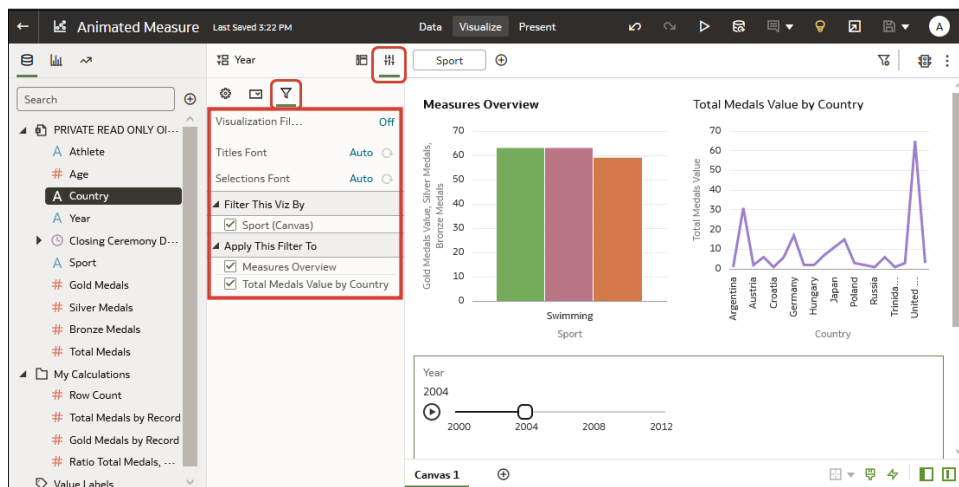 Animated Measure Last Saved 3:22 PM Data Visualize Present A
Year
Sport
Search
PRIVATE READ ONLY Ol...
A Athlete
# Age
A Country
A Year
Closing Ceremony D...
A Sport
# Gold Medals
# Silver Medals
# Bronze Medals
# Total Medals
My Calculations
# Row Count
# Total Medals by Record
# Gold Medals by Record
# Ratio Total Medals, ...
Value Labels
Visualization Fil... Off
Titles Font Auto
Selections Font Auto
Filter This Viz By
Sport (Canvas)
Apply This Filter To
Measures Overview
Total Medals Value by Country
Measures Overview
Gold Medals Value, Silver Medals,
Bronze Medals
70
60
50
40
30
20
10
0
Swimming
Sport
Total Medals Value by Country
Total Medals Value
70
60
50
40
30
20
10
0
Argentina
Austria
Croatia
Germany
Hungary
Japan
Poland
Russia
Trinida...
United ...
Country
Year
2004
2000 2004 2008 2012
Canvas 1